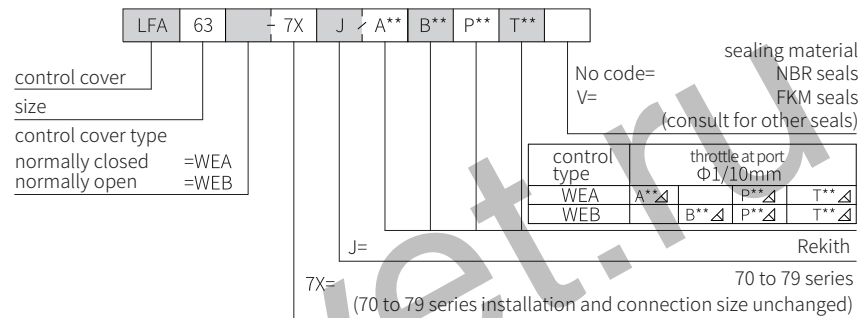 LFA 63 - 7X J / A** B** P** T**
sealing material
No code= NBR seals
V= FKM seals
(consult for other seals)
control cover
size
control cover type
normally closed =WEA
normally open =WEB
control type throttle at port Φ1/10mm
WEA A** P** T**
WEB B** P** T**
J= Rekith
7X= 70 to 79 series
(70 to 79 series installation and connection size unchanged)
et.ru